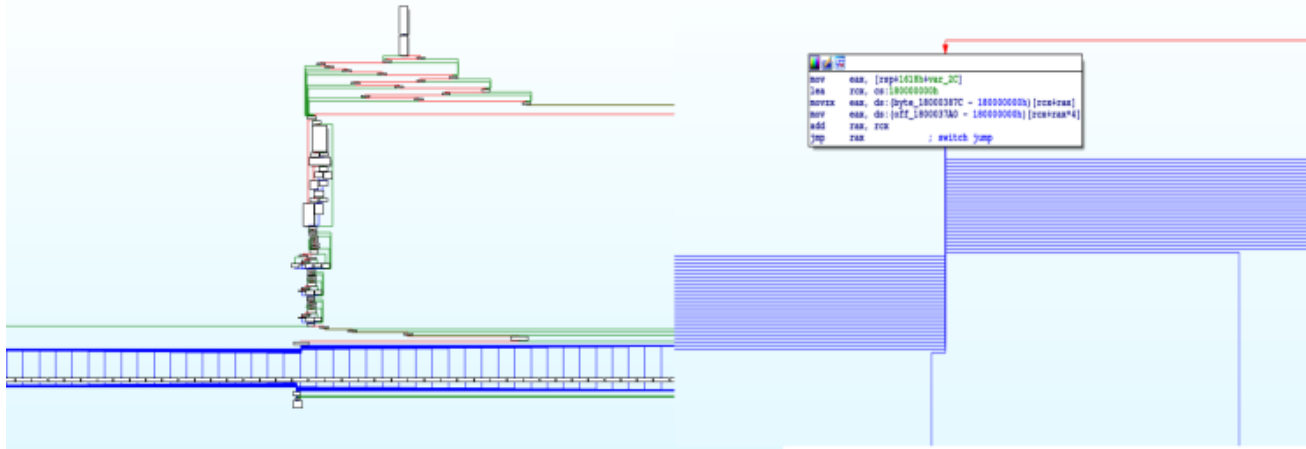 mov eax, [rsp+1618h+var_2C]
lea rcx, cs:180000000h
movzx eax, ds:(byte_18000387C - 180000000h)[rcx+rax]
mov eax, ds:(off_1800037A0 - 180000000h)[rcx+rax*4]
add rax, rcx
jmp rax ; switch jump